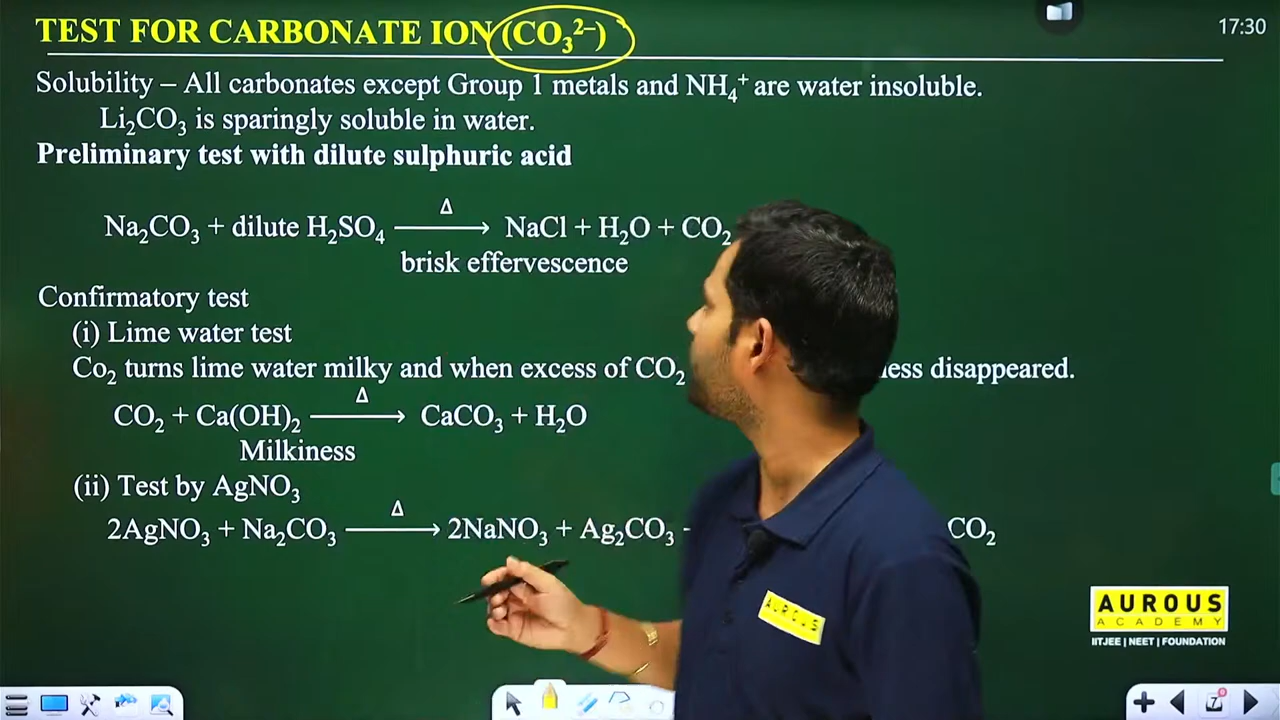 TEST FOR CARBONATE ION (CO₃²⁻)
17:30
Solubility – All carbonates except Group 1 metals and NH₄⁺ are water insoluble.
Li₂CO₃ is sparingly soluble in water.
Preliminary test with dilute sulphuric acid
Δ
Na₂CO₃ + dilute H₂SO₄ → NaCl + H₂O + CO₂
brisk effervescence
Confirmatory test
(i) Lime water test
Co₂ turns lime water milky and when excess of CO₂ disappeared.
Δ
CO₂ + Ca(OH)₂ → CaCO₃ + H₂O
Milkiness
(ii) Test by AgNO₃
Δ
2AgNO₃ + Na₂CO₃ → 2NaNO₃ + Ag₂CO₃ CO₂
AUROUS
AUROUS
ACADEMY
IITJEE | NEET | FOUNDATION
7